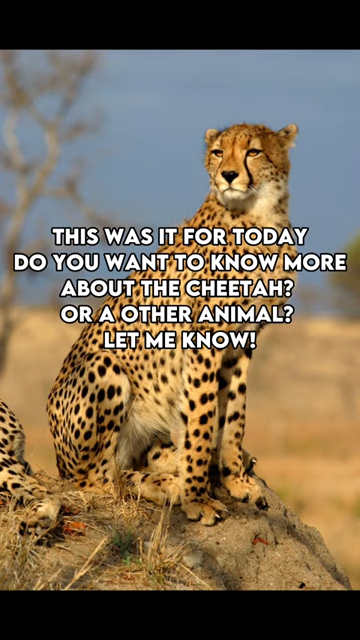 THIS WAS IT FOR TODAY
DO YOU WANT TO KNOW MORE
ABOUT THE CHEETAH?
OR A OTHER ANIMAL?
LET ME KNOW!